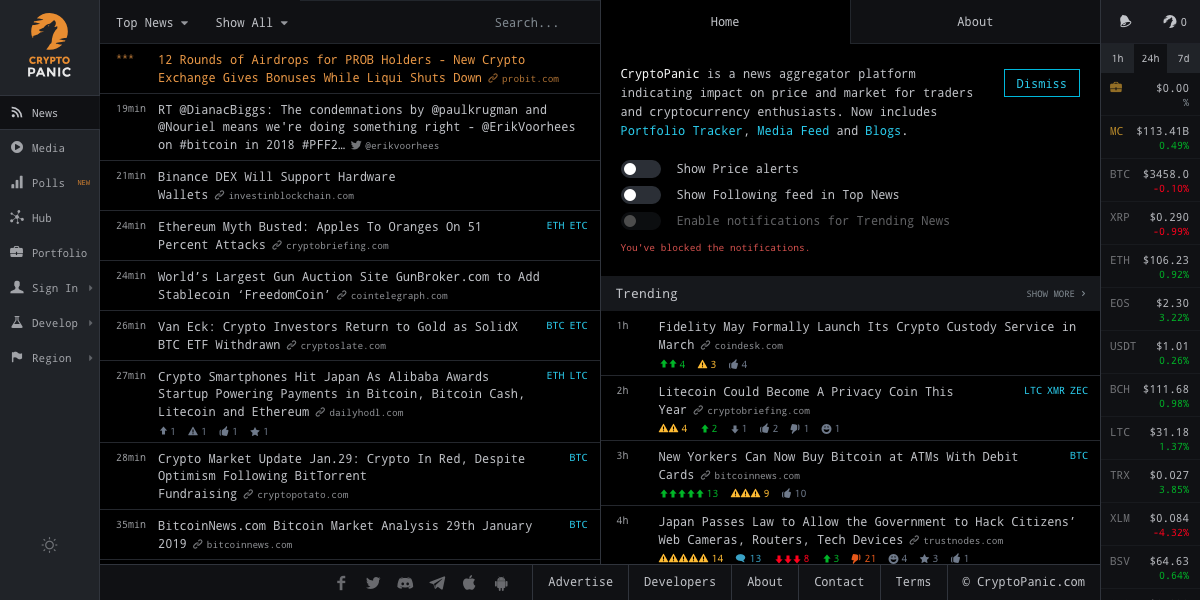 CRYPTO
PANIC
News
Media
Polls NEW
Hub
Portfolio
Sign In
Develop
Region
Top News
Show All
Search...
*** 12 Rounds of Airdrops for PROB Holders - New Crypto
Exchange Gives Bonuses While Liqui Shuts Down probit.com
19min RT @DianacBiggs: The condemnations by @paulkrugman and
@Nouriel means we're doing something right - @ErikVoorhees
on #bitcoin in 2018 #PFF2… @erikvoorhees
21min Binance DEX Will Support Hardware
Wallets investinblockchain.com
24min Ethereum Myth Busted: Apples To Oranges On 51 ETH ETC
Percent Attacks cryptobriefing.com
24min World’s Largest Gun Auction Site GunBroker.com to Add
Stablecoin ‘FreedomCoin’ cointelegraph.com
26min Van Eck: Crypto Investors Return to Gold as SolidX BTC ETC
BTC ETF Withdrawn cryptoslate.com
27min Crypto Smartphones Hit Japan As Alibaba Awards ETH LTC
Startup Powering Payments in Bitcoin, Bitcoin Cash,
Litecoin and Ethereum dailyhodl.com
1 1 1 1
28min Crypto Market Update Jan.29: Crypto In Red, Despite BTC
Optimism Following BitTorrent
Fundraising cryptopotato.com
35min BitcoinNews.com Bitcoin Market Analysis 29th January BTC
2019 bitcoinnews.com
Home
About
CryptoPanic is a news aggregator platform
indicating impact on price and market for traders
and cryptocurrency enthusiasts. Now includes
Portfolio Tracker, Media Feed and Blogs.
Dismiss
Show Price alerts
Show Following feed in Top News
Enable notifications for Trending News
You've blocked the notifications.
Trending SHOW MORE ›
1h Fidelity May Formally Launch Its Crypto Custody Service in
March coindesk.com
4 3 4
2h Litecoin Could Become A Privacy Coin This LTC XMR ZEC
Year cryptobriefing.com
4 2 1 2 1 1
3h New Yorkers Can Now Buy Bitcoin at ATMs With Debit BTC
Cards bitcoinnews.com
13 9 10
4h Japan Passes Law to Allow the Government to Hack Citizens’
Web Cameras, Routers, Tech Devices trustnodes.com
14 13 8 3 21 4 3 1
0
1h 24h 7d
$0.00
%
MC $113.41B
0.49%
BTC $3458.0
-0.10%
XRP $0.290
-0.99%
ETH $106.23
0.92%
EOS $2.30
3.22%
USDT $1.01
0.26%
BCH $111.68
0.98%
LTC $31.18
1.37%
TRX $0.027
3.85%
XLM $0.084
-4.32%
BSV $64.63
0.64%
Advertise
Developers
About
Contact
Terms
© CryptoPanic.com